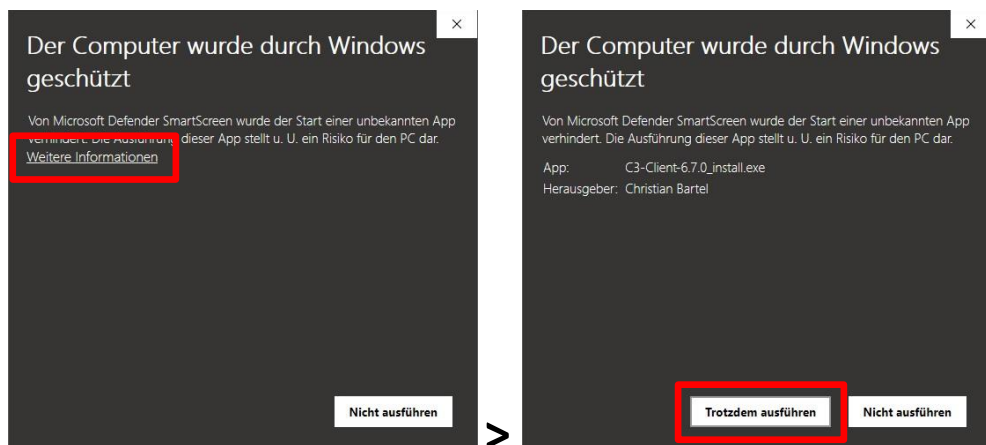 ×
Der Computer wurde durch Windows
geschützt
Von Microsoft Defender SmartScreen wurde der Start einer unbekannten App
verhindert. Die Ausführung dieser App stellt u. U. ein Risiko für den PC dar.
Weitere Informationen
Nicht ausführen
>
×
Der Computer wurde durch Windows
geschützt
Von Microsoft Defender SmartScreen wurde der Start einer unbekannten App
verhindert. Die Ausführung dieser App stellt u. U. ein Risiko für den PC dar.
App: C3-Client-6.7.0_install.exe
Herausgeber: Christian Bartel
Trotzdem ausführen Nicht ausführen